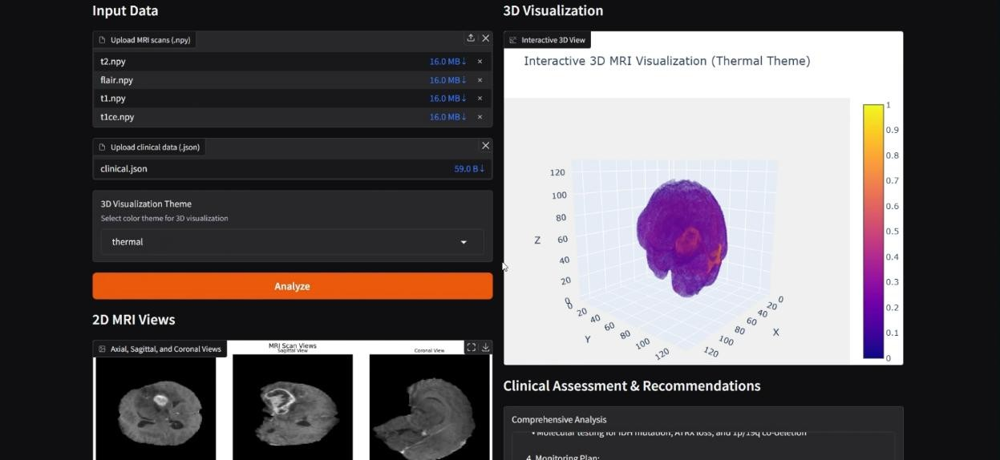 Input Data
Upload MRI scans (.npy)
t2.npy
16.0 MB↓ ×
flair.npy
16.0 MB↓ ×
t1.npy
16.0 MB↓ ×
t1ce.npy
16.0 MB↓ ×
Upload clinical data (.json)
clinical.json
59.0 B↓
3D Visualization Theme
Select color theme for 3D visualization
thermal
Analyze
2D MRI Views
Axial, Sagittal, and Coronal Views
MRI Scan Views
Sagittal View
Coronal View
3D Visualization
Interactive 3D View
Interactive 3D MRI Visualization (Thermal Theme)
120
100
80
60
40
20
0
Z
0
20
40
60
80
100
120
Y
0
20
40
60
80
100
120
X
1
0.9
0.8
0.7
0.6
0.5
0.4
0.3
0.2
0.1
0
Clinical Assessment & Recommendations
Comprehensive Analysis
• Molecular testing for IDH mutation, ATRX loss, and 1p/19q co-deletion
4. Monitoring Plan: